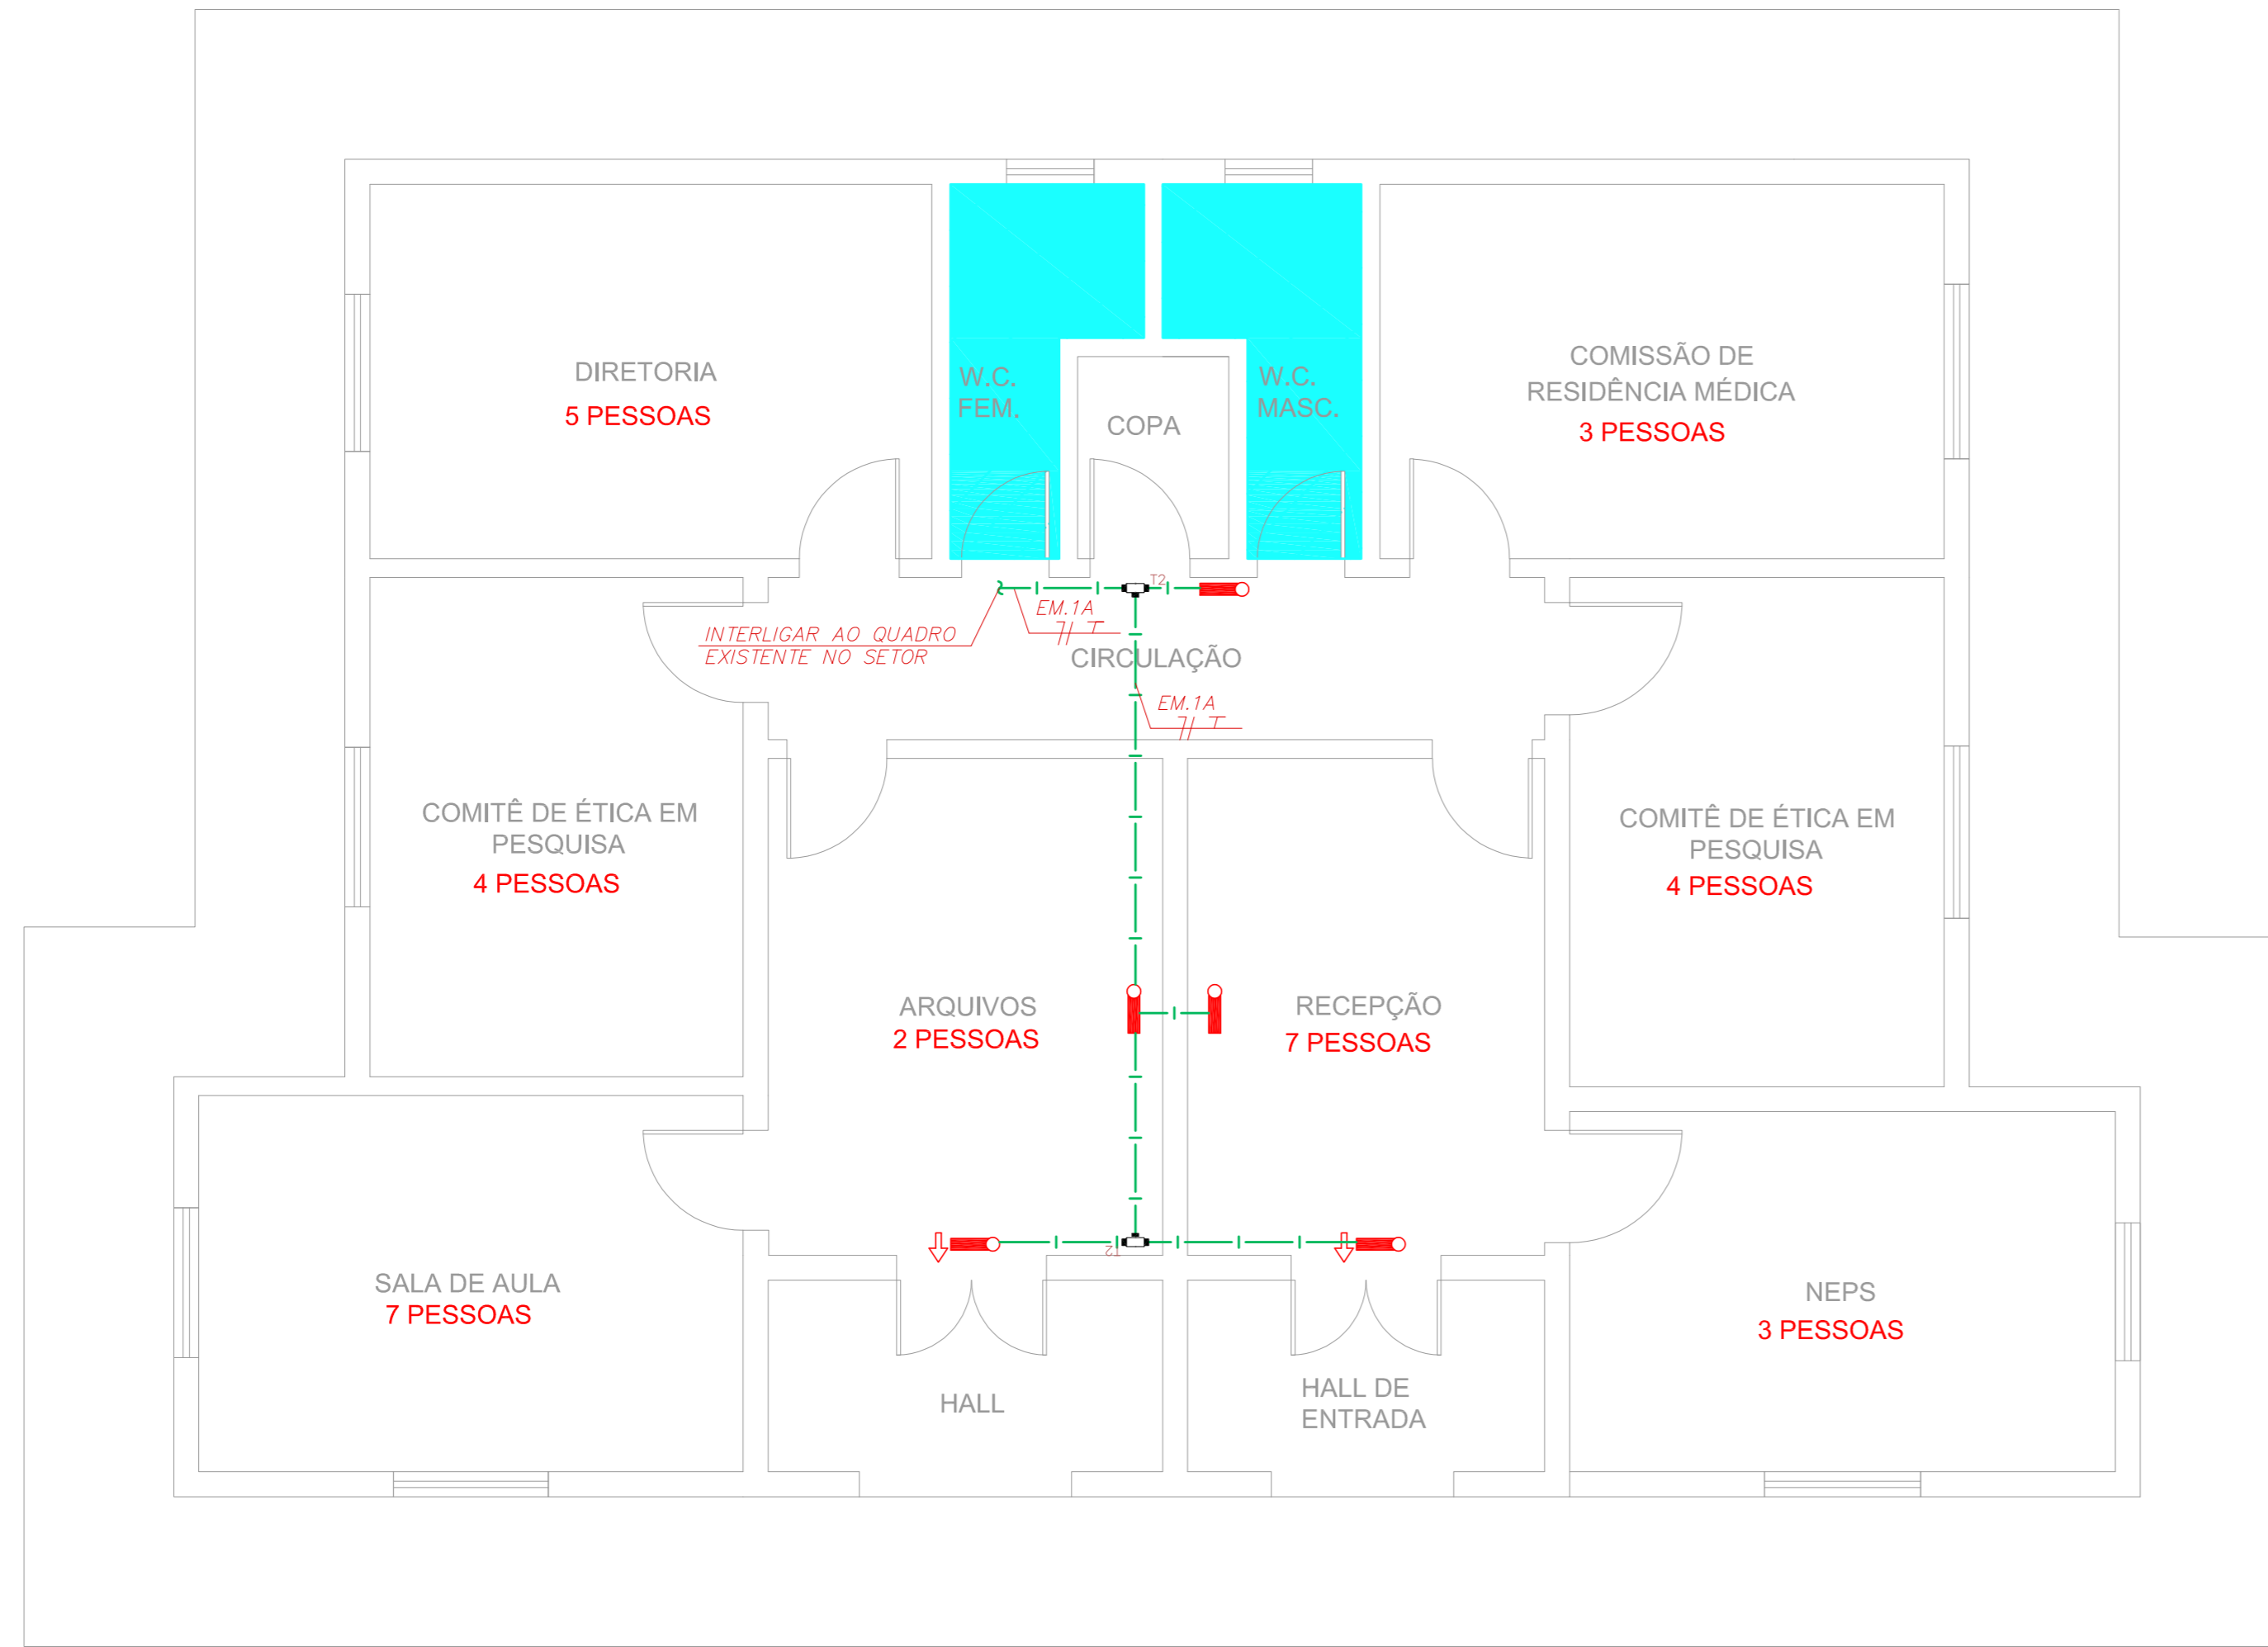 DIRETORIA
5 PESSOAS
W.C.
FEM.
COPA
W.C.
MASC.
COMISSÃO DE
RESIDÊNCIA MÉDICA
3 PESSOAS
T2
EM.1A
T
INTERLIGAR AO QUADRO
EXISTENTE NO SETOR
CIRCULAÇÃO
EM.1A
T
COMITÊ DE ÉTICA EM
PESQUISA
4 PESSOAS
COMITÊ DE ÉTICA EM
PESQUISA
4 PESSOAS
ARQUIVOS
2 PESSOAS
RECEPÇÃO
7 PESSOAS
T2
SALA DE AULA
7 PESSOAS
NEPS
3 PESSOAS
HALL
HALL DE
ENTRADA